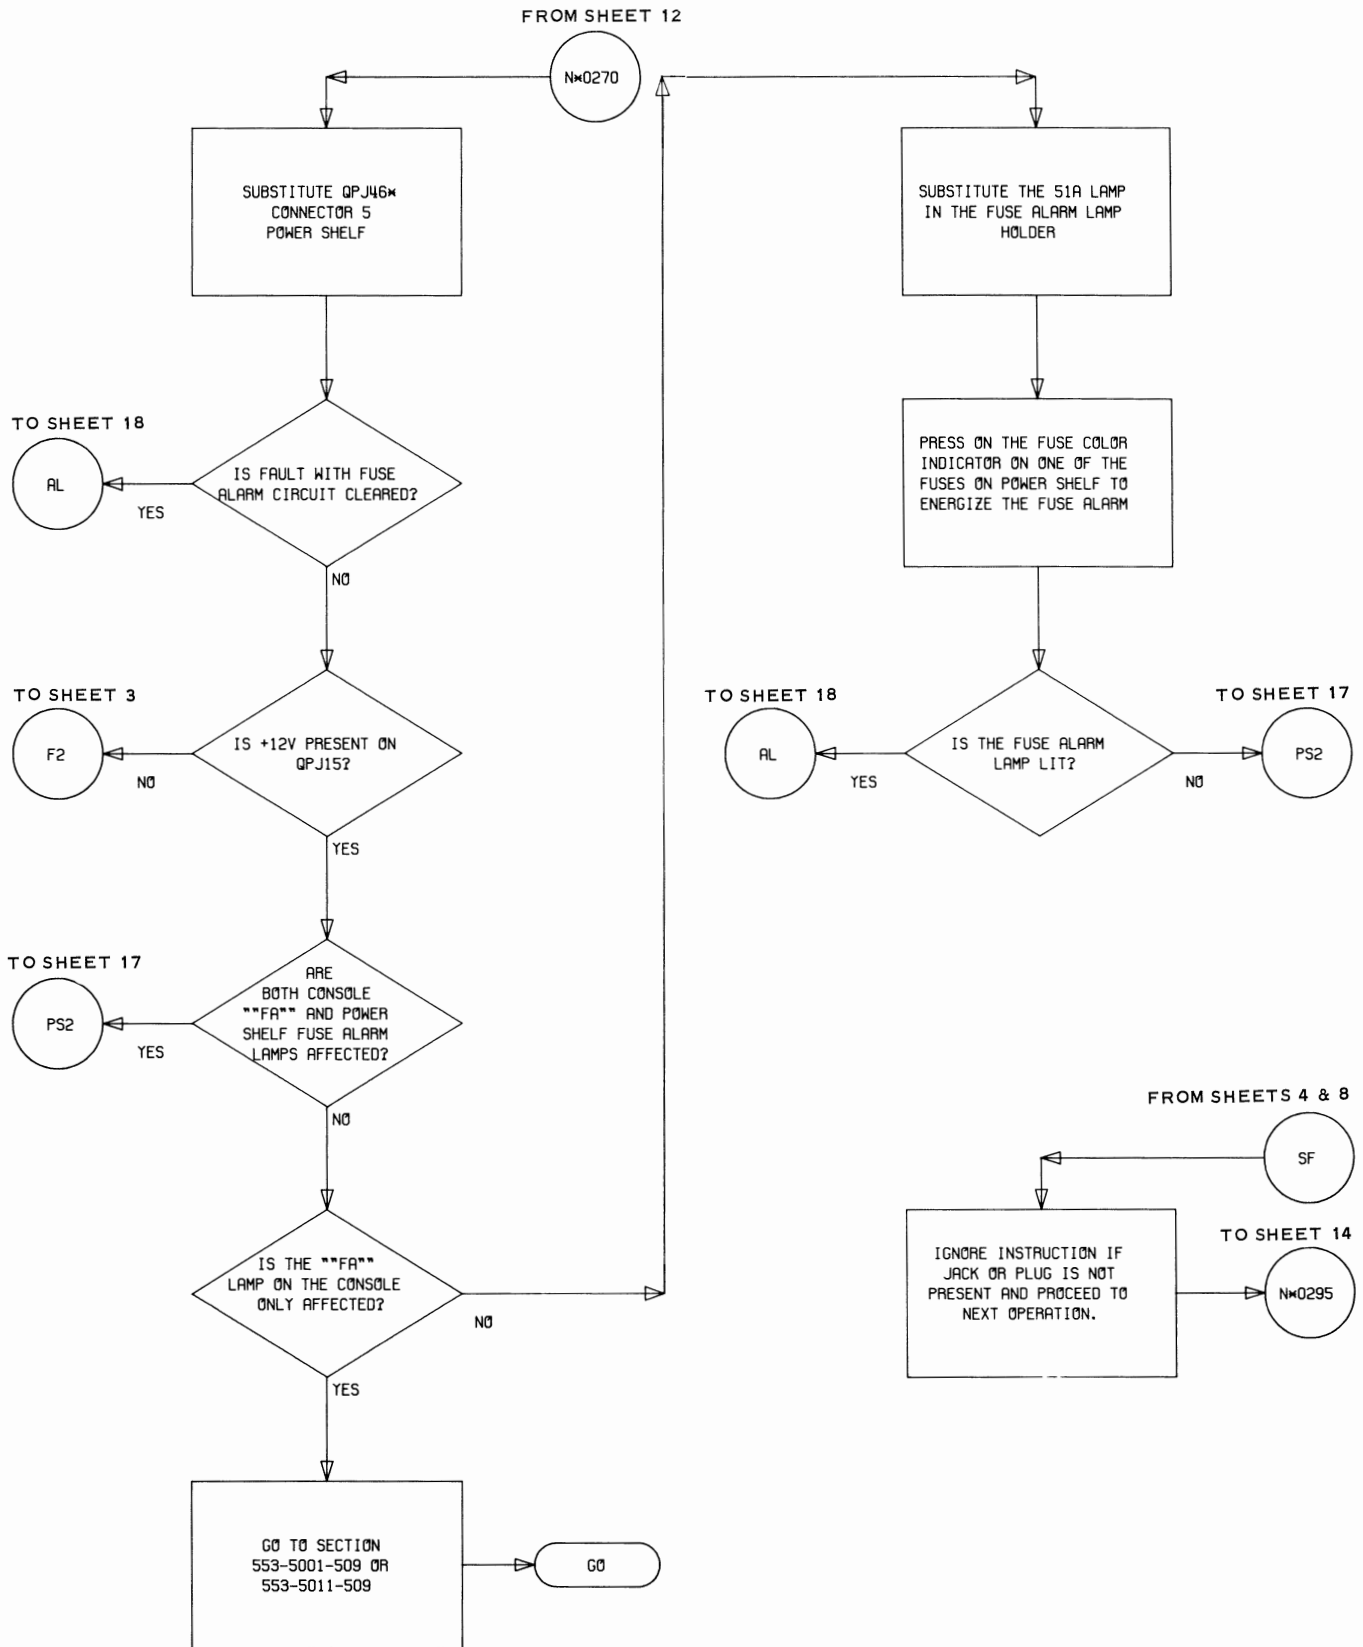 FROM SHEET 12
N*0270
SUBSTITUTE QPJ46*
CONNECTOR 5
POWER SHELF
TO SHEET 18
AL
YES
IS FAULT WITH FUSE
ALARM CIRCUIT CLEARED?
NO
TO SHEET 3
F2
NO
IS +12V PRESENT ON
QPJ15?
YES
TO SHEET 17
PS2
YES
ARE
BOTH CONSOLE
""FA"" AND POWER
SHELF FUSE ALARM
LAMPS AFFECTED?
NO
IS THE ""FA""
LAMP ON THE CONSOLE
ONLY AFFECTED?
NO
YES
GO TO SECTION
553-5001-509 OR
553-5011-509
GO
SUBSTITUTE THE 51A LAMP
IN THE FUSE ALARM LAMP
HOLDER
PRESS ON THE FUSE COLOR
INDICATOR ON ONE OF THE
FUSES ON POWER SHELF TO
ENERGIZE THE FUSE ALARM
TO SHEET 18
AL
YES
IS THE FUSE ALARM
LAMP LIT?
NO
TO SHEET 17
PS2
FROM SHEETS 4 & 8
SF
IGNORE INSTRUCTION IF
JACK OR PLUG IS NOT
PRESENT AND PROCEED TO
NEXT OPERATION.
TO SHEET 14
N*0295